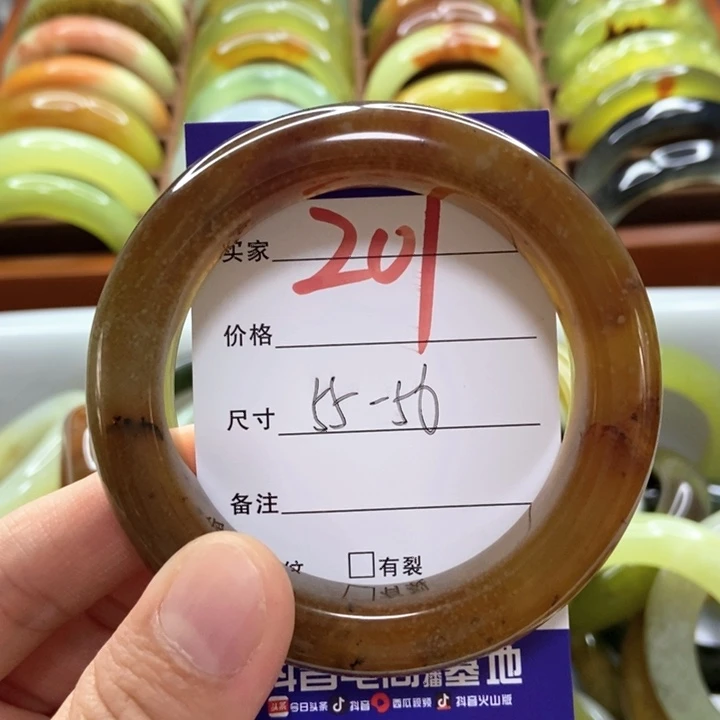 买家 201
价格
尺寸 55-56
备注
纹 □有裂
抖音电商直播基地
今日头条 抖音 西瓜视频 抖音火山版